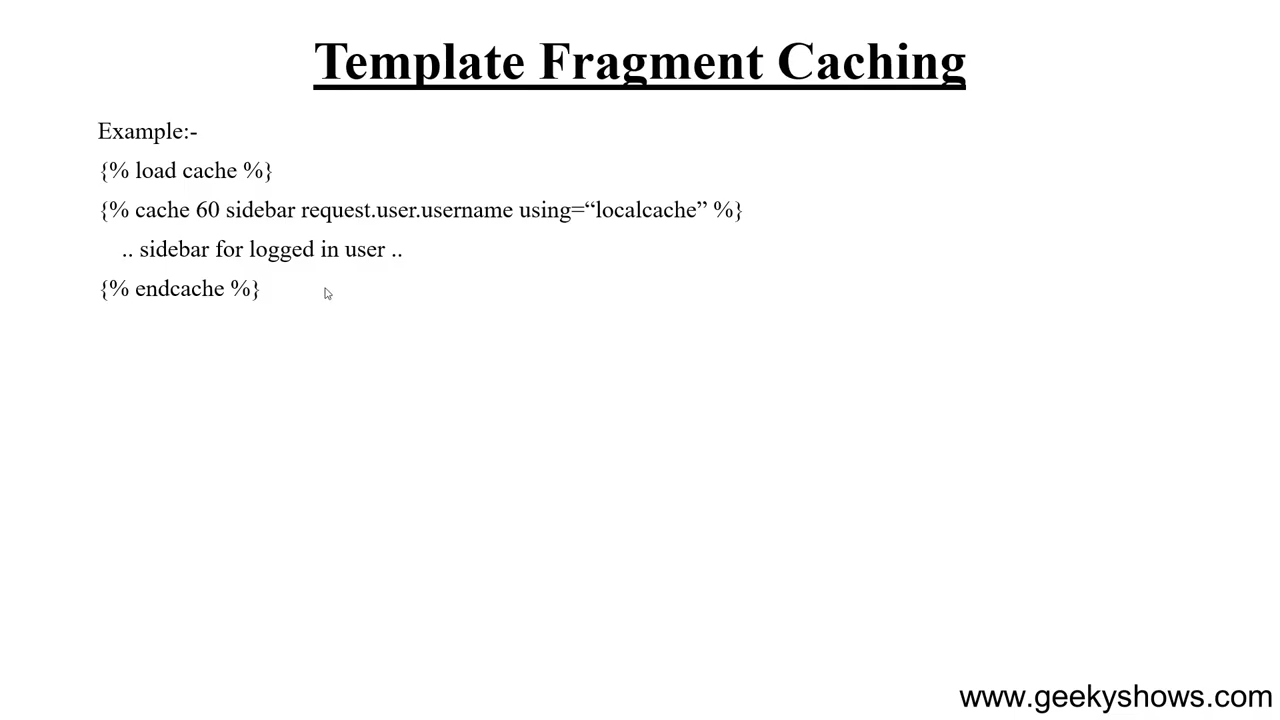 Template Fragment Caching
Example:-
{% load cache %}
{% cache 60 sidebar request.user.username using=“localcache” %}
.. sidebar for logged in user ..
{% endcache %}
www.geekyshows.com